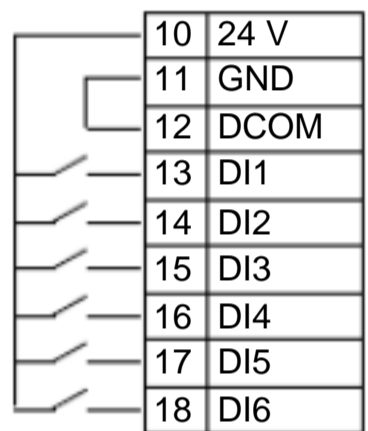 10 24 V
11 GND
12 DCOM
13 DI1
14 DI2
15 DI3
16 DI4
17 DI5
18 DI6